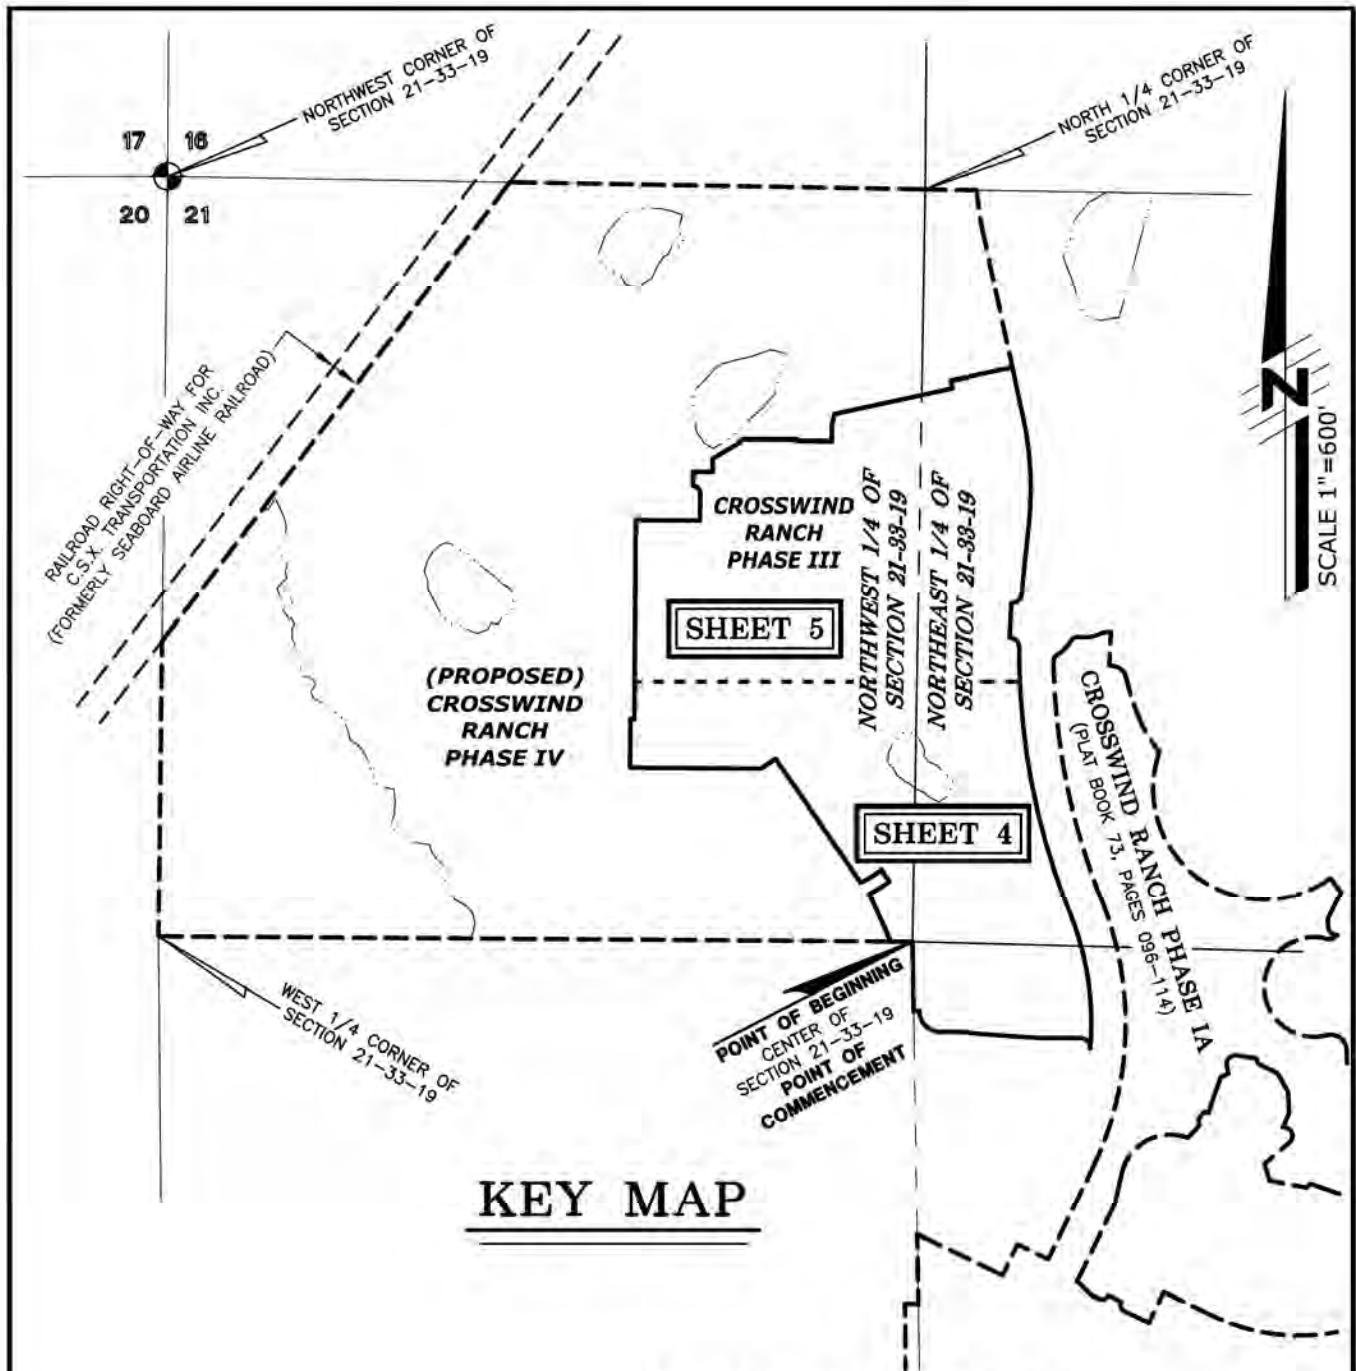 NORTHWEST CORNER OF
SECTION 21-33-19
NORTH 1/4 CORNER OF
SECTION 21-33-19
17 16
20 21
RAILROAD RIGHT-OF-WAY FOR
C.S.X. TRANSPORTATION INC.
(FORMERLY SEABOARD AIRLINE RAILROAD)
N
SCALE 1"=600'
CROSSWIND
RANCH
PHASE III
NORTHWEST 1/4 OF
SECTION 21-33-19
NORTHEAST 1/4 OF
SECTION 21-33-19
SHEET 5
(PROPOSED)
CROSSWIND
RANCH
PHASE IV
SHEET 4
CROSSWIND RANCH PHASE IA
(PLAT BOOK 73, PAGES 096-114)
WEST 1/4 CORNER OF
SECTION 21-33-19
POINT OF BEGINNING
CENTER OF
SECTION 21-33-19
POINT OF
COMMENCEMENT
KEY MAP